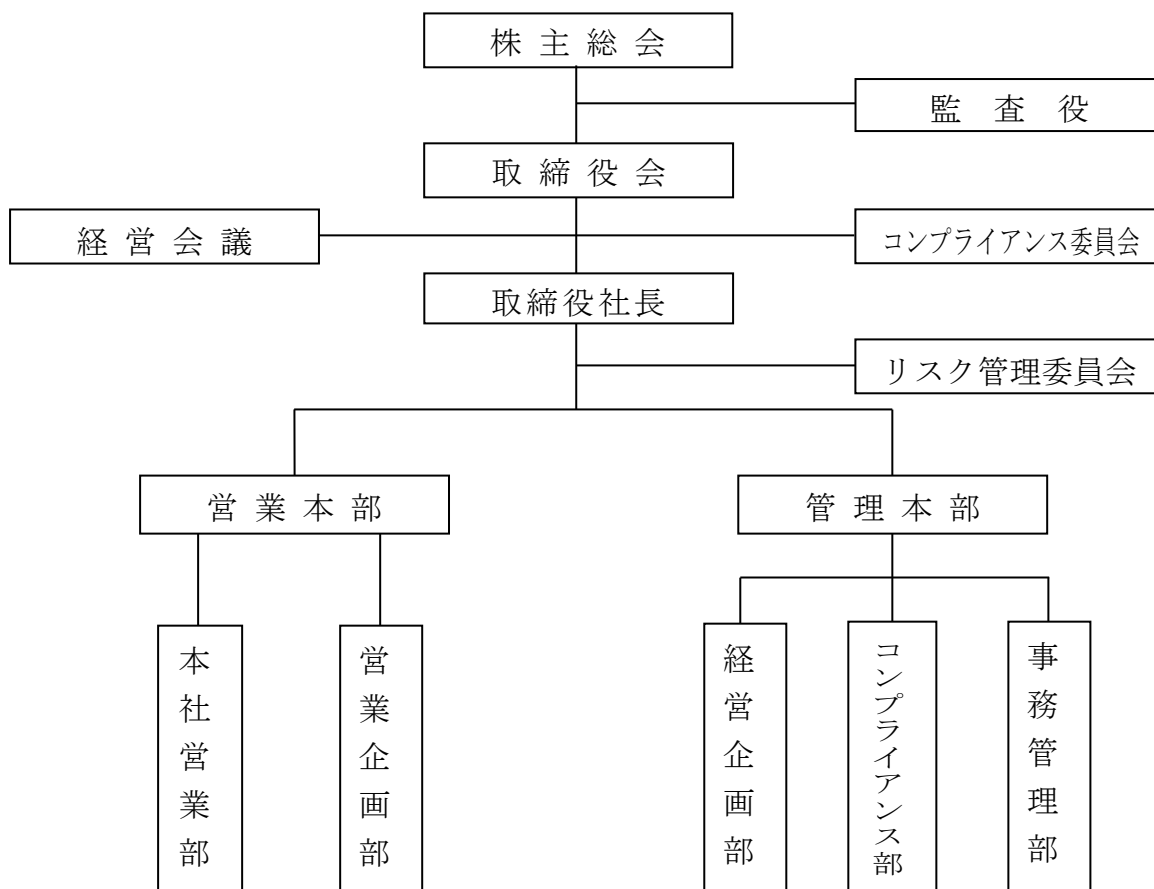 株主総会
監査役
取締役会
経営会議
コンプライアンス委員会
取締役社長
リスク管理委員会
営業本部
管理本部
本社営業部
営業企画部
経営企画部
コンプライアンス部
事務管理部